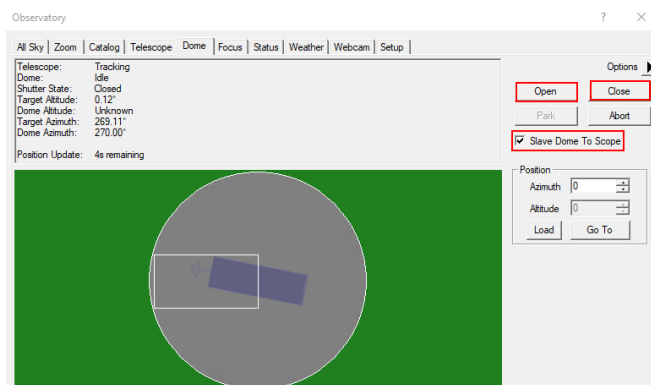 Observatory
All Sky Zoom Catalog Telescope Dome Focus Status Weather Webcam Setup
Telescope: Tracking
Dome: Idle
Shutter State: Closed
Target Altitude: 0.12°
Dome Altitude: Unknown
Target Azimuth: 269.11°
Dome Azimuth: 270.00°
Position Update: 4s remaining
Options
Open Close
Park Abort
Slave Dome To Scope
Position
Azimuth 0
Altitude 0
Load Go To